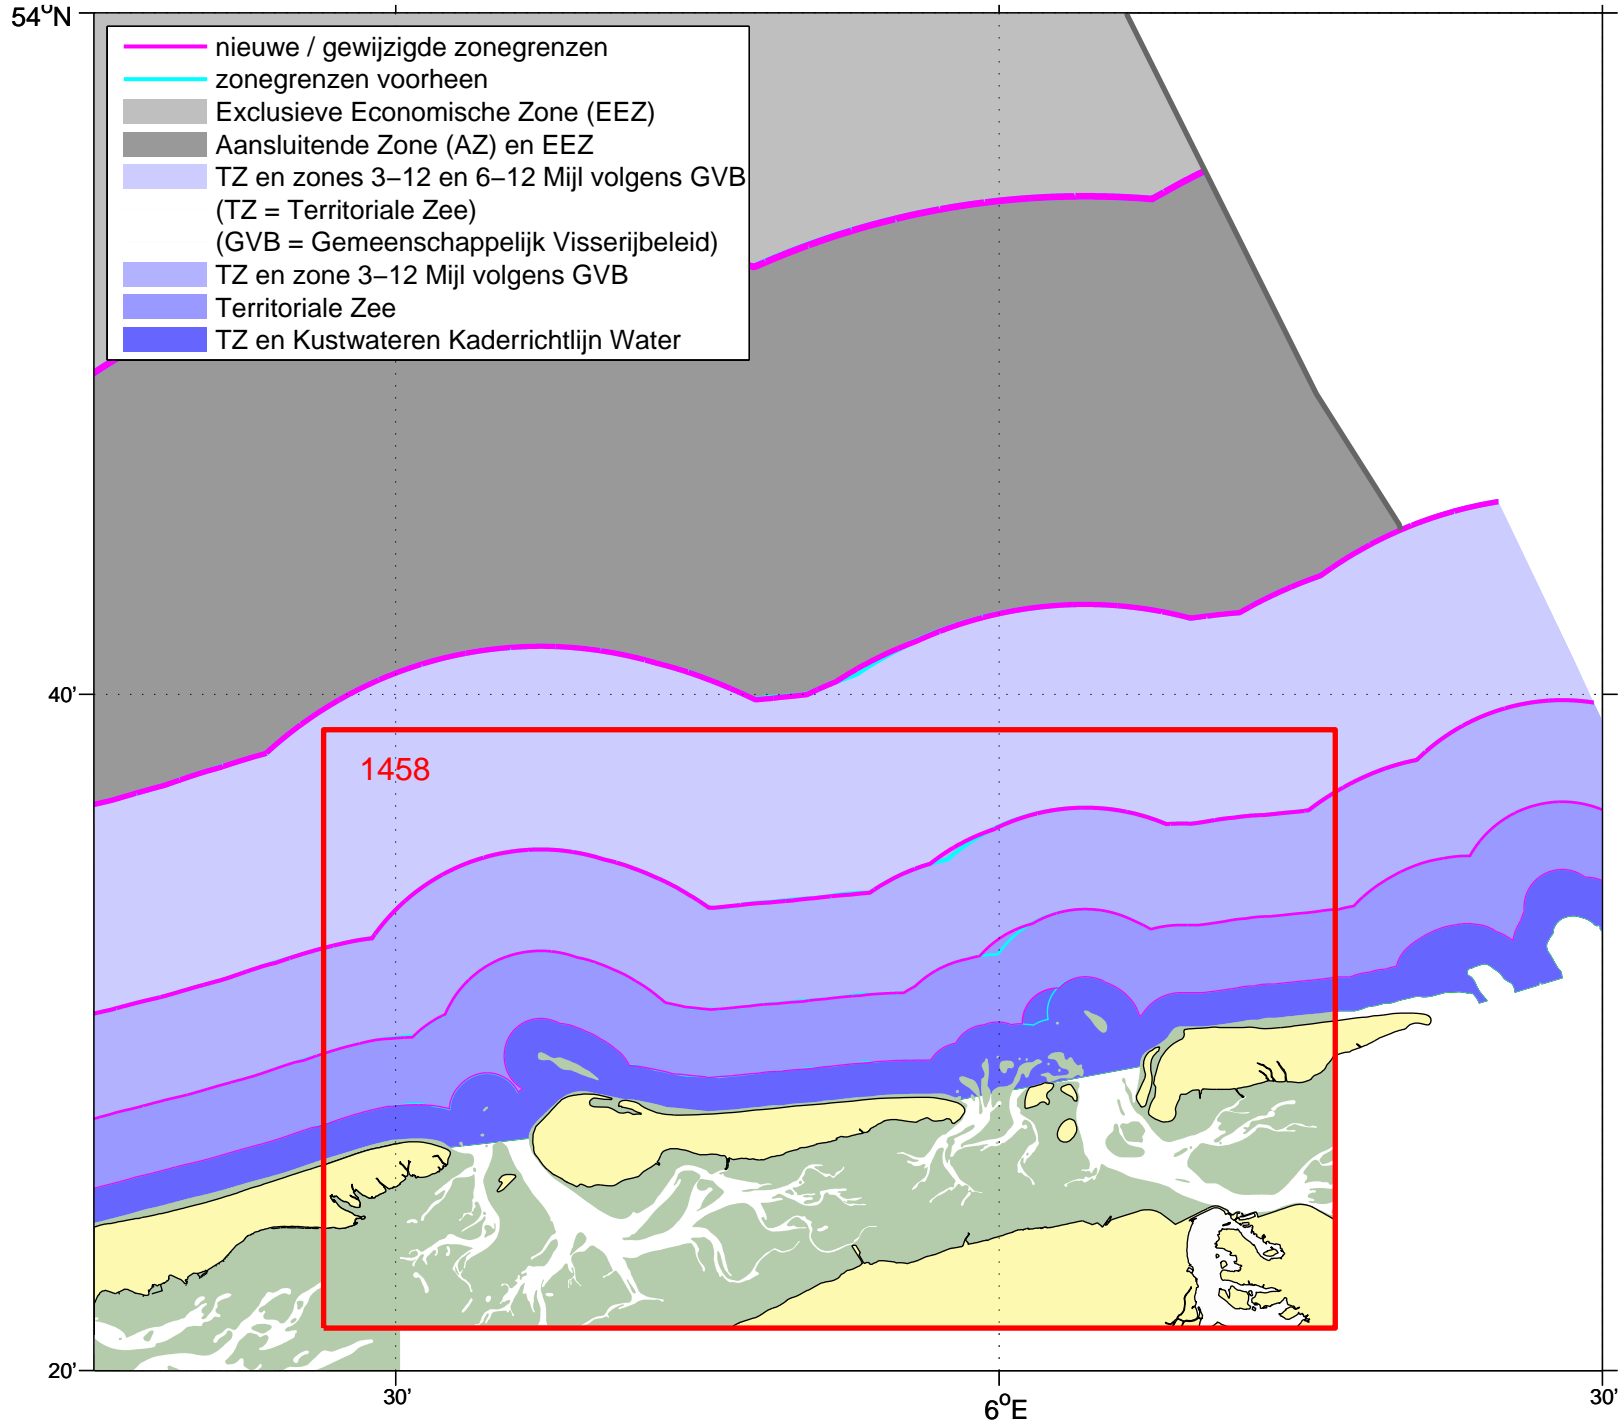 54°N
nieuwe / gewijzigde zonegrenzen
zonegrenzen voorheen
Exclusieve Economische Zone (EEZ)
Aansluitende Zone (AZ) en EEZ
TZ en zones 3–12 en 6–12 Mijl volgens GVB
(TZ = Territoriale Zee)
(GVB = Gemeenschappelijk Visserijbeleid)
TZ en zone 3–12 Mijl volgens GVB
Territoriale Zee
TZ en Kustwateren Kaderrichtlijn Water
40'
1458
20'
30'
6°E
30'